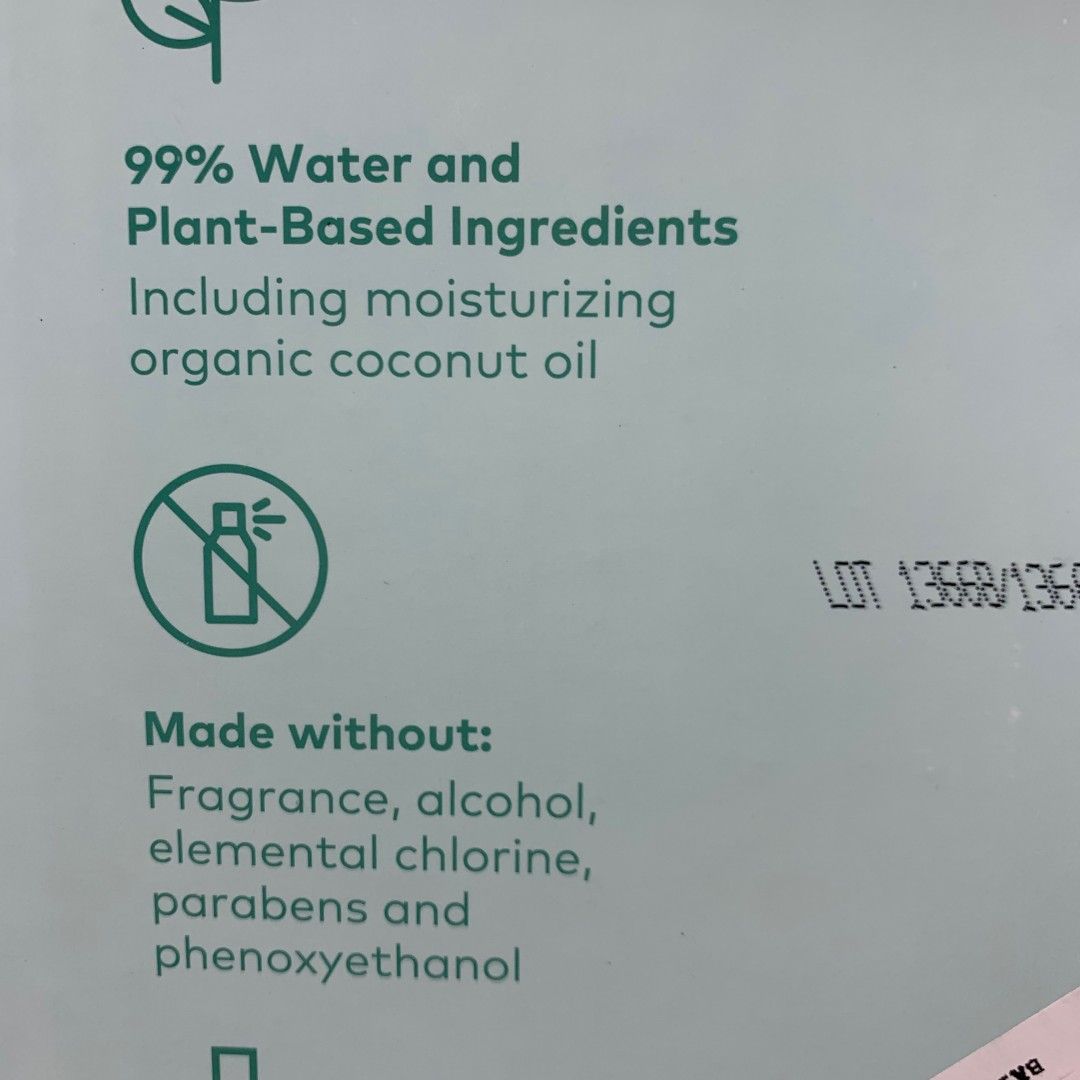 99% Water and
Plant-Based Ingredients
Including moisturizing
organic coconut oil
LOT
Made without:
Fragrance, alcohol,
elemental chlorine,
parabens and
phenoxyethanol